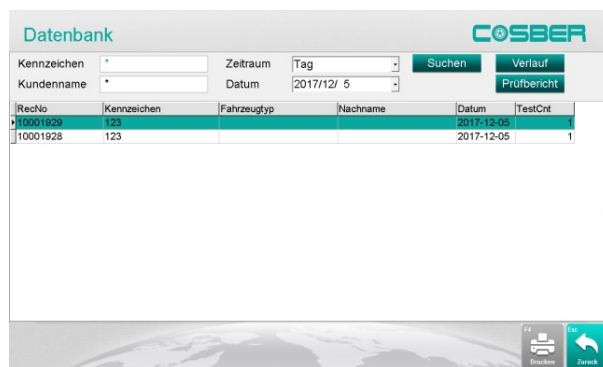 Datenbank
COSBER
Kennzeichen * Zeitraum Tag Suchen Verlauf
Kundenname * Datum 2017/12/ 5 Prüfbericht
RecNo Kennzeichen Fahrzeugtyp Nachname Datum TestCnt
10001929 123 2017-12-05 1
10001928 123 2017-12-05 1
F4 Esc
Drucken Zurück